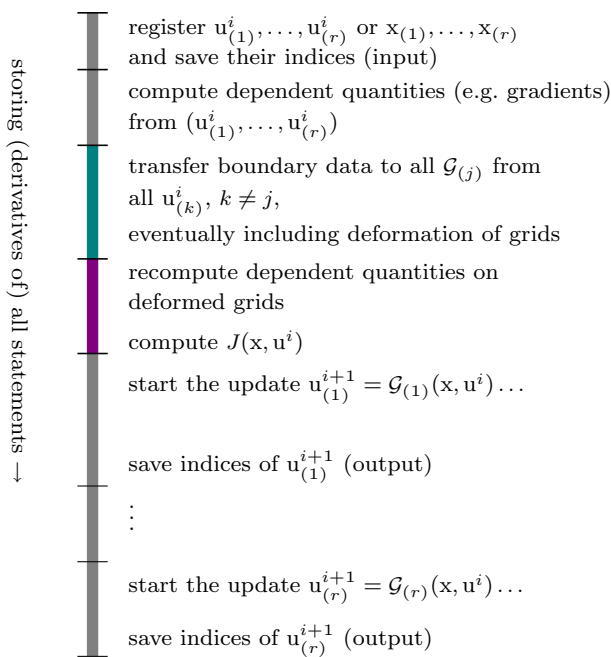 register u^i_(1), ..., u^i_(r) or x_(1), ..., x_(r)
and save their indices (input)
compute dependent quantities (e.g. gradients)
from (u^i_(1), ..., u^i_(r))
transfer boundary data to all 𝒢_(j) from
all u^i_(k), k ≠ j,
eventually including deformation of grids
recompute dependent quantities on
deformed grids
compute J(x, u^i)
start the update u^{i+1}_(1) = 𝒢_(1)(x, u^i) ...
save indices of u^{i+1}_(1) (output)
⋮
start the update u^{i+1}_(r) = 𝒢_(r)(x, u^i) ...
save indices of u^{i+1}_(r) (output)
storing (derivatives of) all statements →